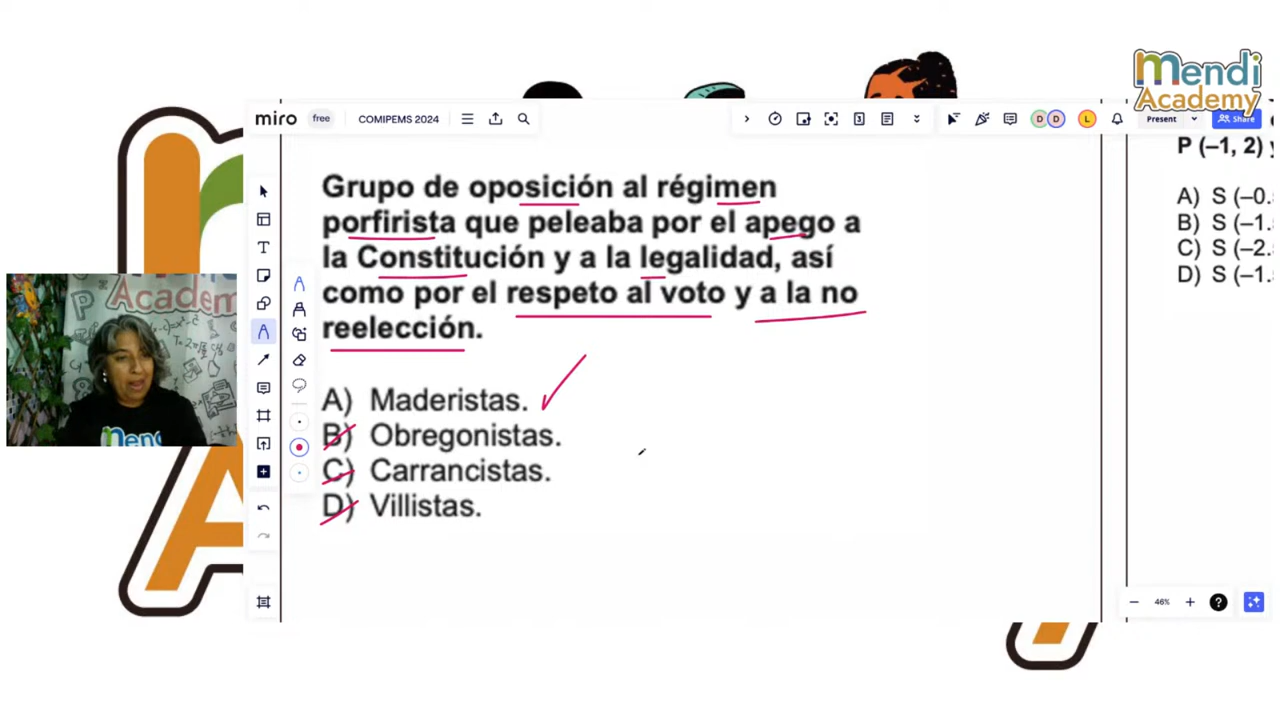 mendi
Academy
miro free COMIPEMS 2024
L Present Share
Grupo de oposición al régimen
porfirista que peleaba por el apego a
la Constitución y a la legalidad, así
como por el respeto al voto y a la no
reelección.
A) Maderistas.
B) Obregonistas.
C) Carrancistas.
D) Villistas.
P (–1, 2) y
A) S (–0.
B) S (–1.
C) S (–2.
D) S (–1.
Academia
Mendi
46%